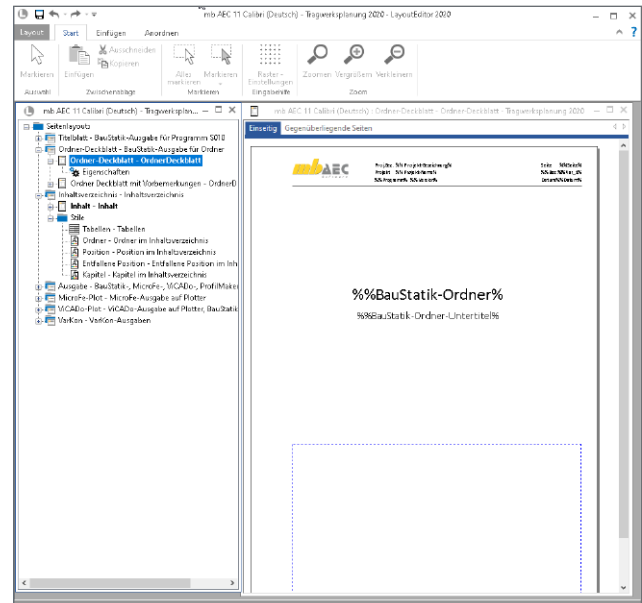 mb AEC 11 Calibri (Deutsch) - Tragwerksplanung 2020 - LayoutEditor 2020
Layout Start Einfügen Anordnen
Markieren Einfügen Ausschneiden Kopieren Alles markieren Markieren Raster-Einstellungen Zoomen Vergrößern Verkleinern
Auswahl Zwischenablage Markieren Eingabehilfe Zoom
mb AEC 11 Calibri (Deutsch) - Tragwerksplan...
Seitenlayouts
Titelblatt - BauStatik-Ausgabe für Programm S010
Ordner-Deckblatt - BauStatik-Ausgabe für Ordner
Ordner-Deckblatt - OrdnerDeckblatt
Eigenschaften
Ordner Deckblatt mit Vorbemerkungen - OrdnerD
Inhaltsverzeichnis - Inhaltsverzeichnis
Inhalt - Inhalt
Stile
Tabellen - Tabellen
Ordner - Ordner im Inhaltsverzeichnis
Position - Position im Inhaltsverzeichnis
Entfallene Position - Entfallene Position im Inh
Kapitel - Kapitel im Inhaltsverzeichnis
Ausgabe - BauStatik-, MicroFe-, ViCADo-, ProfilMaker
MicroFe-Plot - MicroFe-Ausgabe auf Plotter
ViCADo-Plot - ViCADo-Ausgabe auf Plotter, BauStatik
VarKon - VarKon-Ausgaben
mb AEC 11 Calibri (Deutsch) - Ordner-Deckblatt - OrdnerDeckblatt - Tragwerksplanung 2020
Einseitig Gegenüberliegende Seiten
mb AEC
Software
%%BauStatik-Ordner%
%%BauStatik-Ordner-Untertitel%